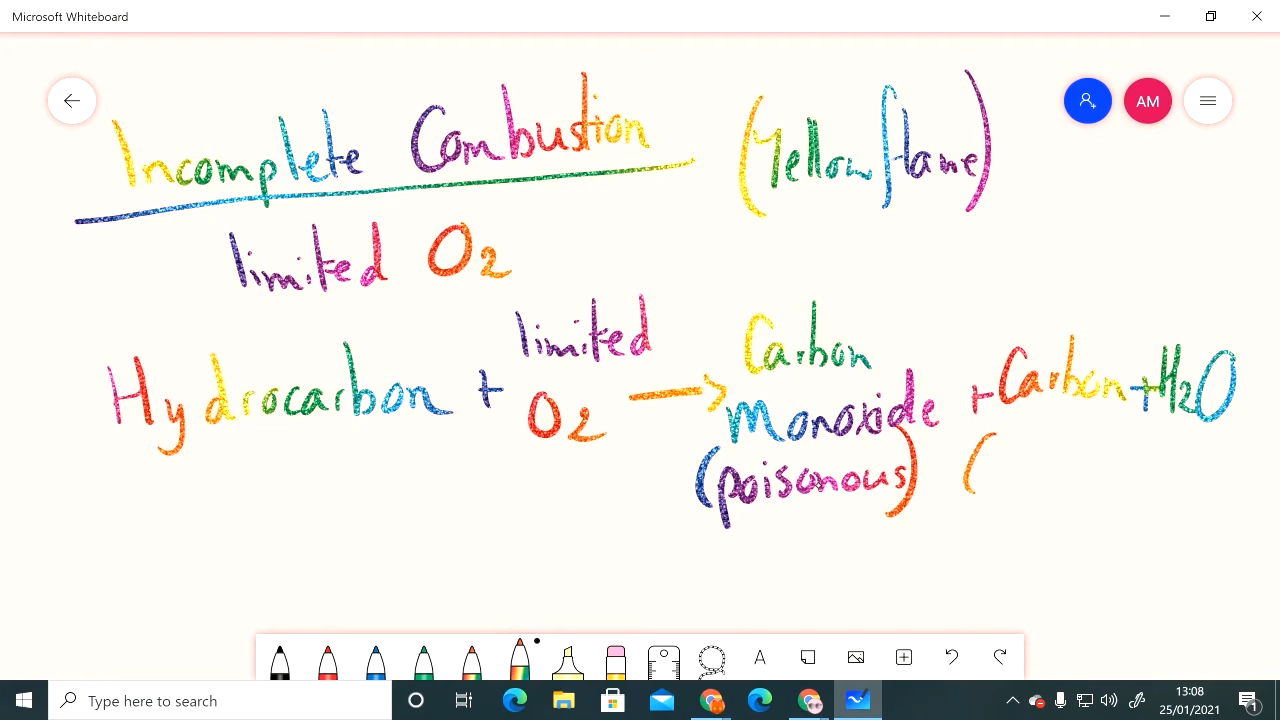 Microsoft Whiteboard
AM
Incomplete Combustion (Yellow flame)
limited O2
Hydrocarbon + limited O2 → Carbon Monoxide + Carbon + H2O
(poisonous) (
A
Type here to search
13:08
25/01/2021
1